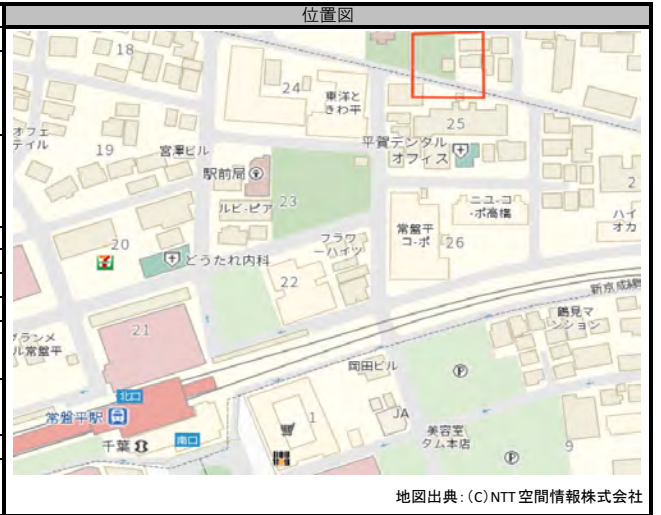 位置図
18
24
東洋と
きわ平
オフェ
テイル
19
宮澤ビル
25
平賀デンタル
オフィス
駅前局
ルビ-ピア
23
2
ニユ-コ
-ポ高橋
ハイ
オカ
常盤平
コ-ポ
26
フラワ
-ハイツ
20
どうたれ内科
22
新京成線
グランメ
ル常盤平
21
鶴見マ
ンション
岡田ビル
P
北口
常盤平駅
千葉
南口
1
JA
美容室
タム本店
P
9
地図出典:(C)NTT空間情報株式会社